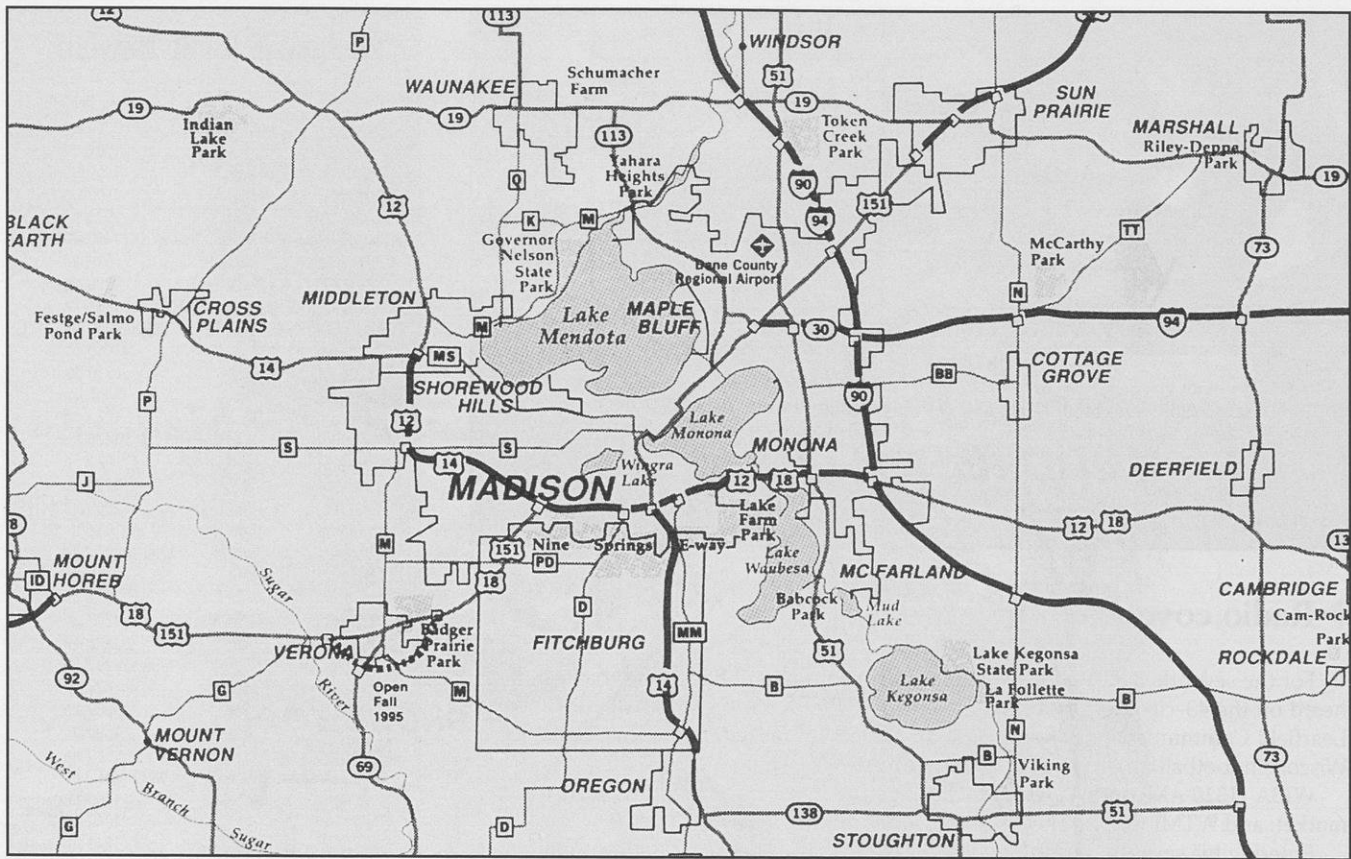 12
113
P
WINDSOR
51
WAUNAKEE
Schumacher
Farm
SUN
PRAIRIE
19
19
19
Indian
Lake
Park
113
Token
Creek
Park
MARSHALL
Riley-Deppe
Park
19
Yahara
Heights
Park
Q
90
94
151
12
K
M
BLACK
EARTH
Governor
Nelson
State
Park
Dane County
Regional Airport
McCarthy
Park
TT
73
N
MIDDLETON
CROSS
PLAINS
Festge/Salmo
Pond Park
Lake
Mendota
MAPLE
BLUFF
M
30
94
14
MS
COTTAGE
GROVE
BB
SHOREWOOD
HILLS
90
P
12
Lake
Monona
MONONA
S
S
14
Wingra
Lake
DEERFIELD
MADISON
12
18
J
Lake
Farm
Park
12
18
151
Nine
Springs
E-way
M
PD
Lake
Waubesa
MOUNT
HOREB
ID
Sugar
River
18
MC FARLAND
CAMBRIDGE
Cam-Rock
Park
Babcock
Park
Mud
Lake
18
151
D
Badger
Prairie
Park
FITCHBURG
MM
VERONA
51
Lake Kegonsa
State Park
ROCKDALE
92
G
Open
Fall
1995
M
14
B
Lake
Kegonsa
La Follette
Park
B
N
MOUNT
VERNON
69
B
Viking
Park
73
West
Branch
Sugar
OREGON
G
D
138
51
STOUGHTON